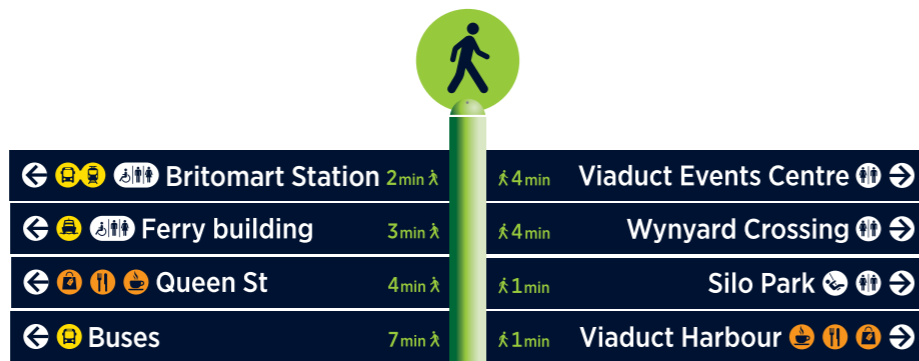 Britomart Station 2min
4min Viaduct Events Centre
Ferry building 3min
4min Wynyard Crossing
Queen St 4min
1min Silo Park
Buses 7min
1min Viaduct Harbour